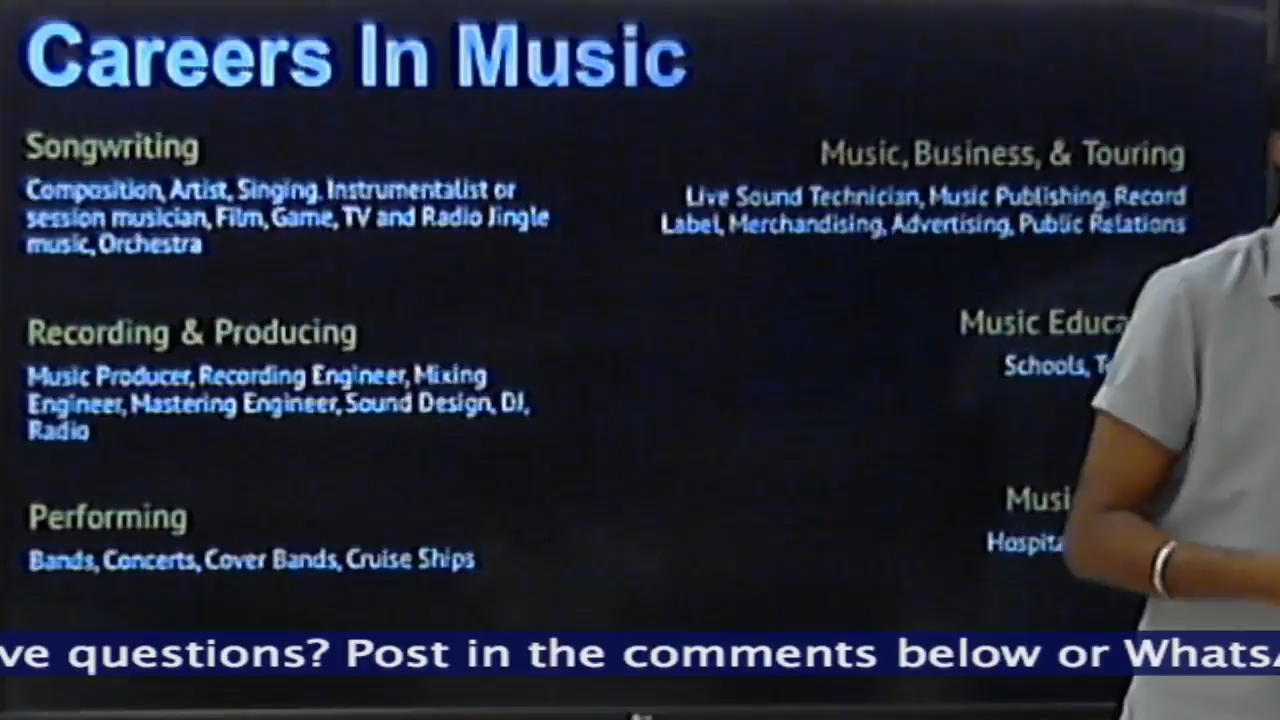 Careers In Music
Songwriting
Composition, Artist, Singing, Instrumentalist or
session musician, Film, Game, TV and Radio Jingle
music, Orchestra
Recording & Producing
Music Producer, Recording Engineer, Mixing
Engineer, Mastering Engineer, Sound Design, DJ,
Radio
Performing
Bands, Concerts, Cover Bands, Cruise Ships
Music, Business, & Touring
Live Sound Technician, Music Publishing, Record
Label, Merchandising, Advertising, Public Relations
Music
Schools,
questions? Post in the comments below or